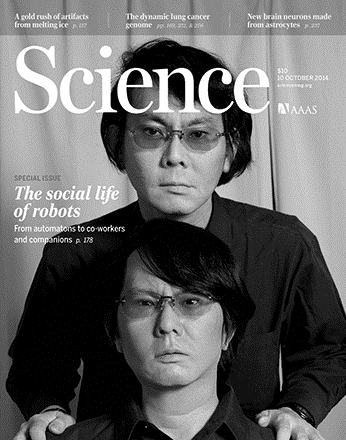 A gold rush of artifacts
from melting ice p. 157
The dynamic lung cancer
genome pp. 169, 251, & 256
New brain neurons made
from astrocytes p. 237
Science
$10
10 OCTOBER 2014
sciencemag.org
AAAS
SPECIAL ISSUE
The social life
of robots
From automatons to co-workers
and companions p. 178